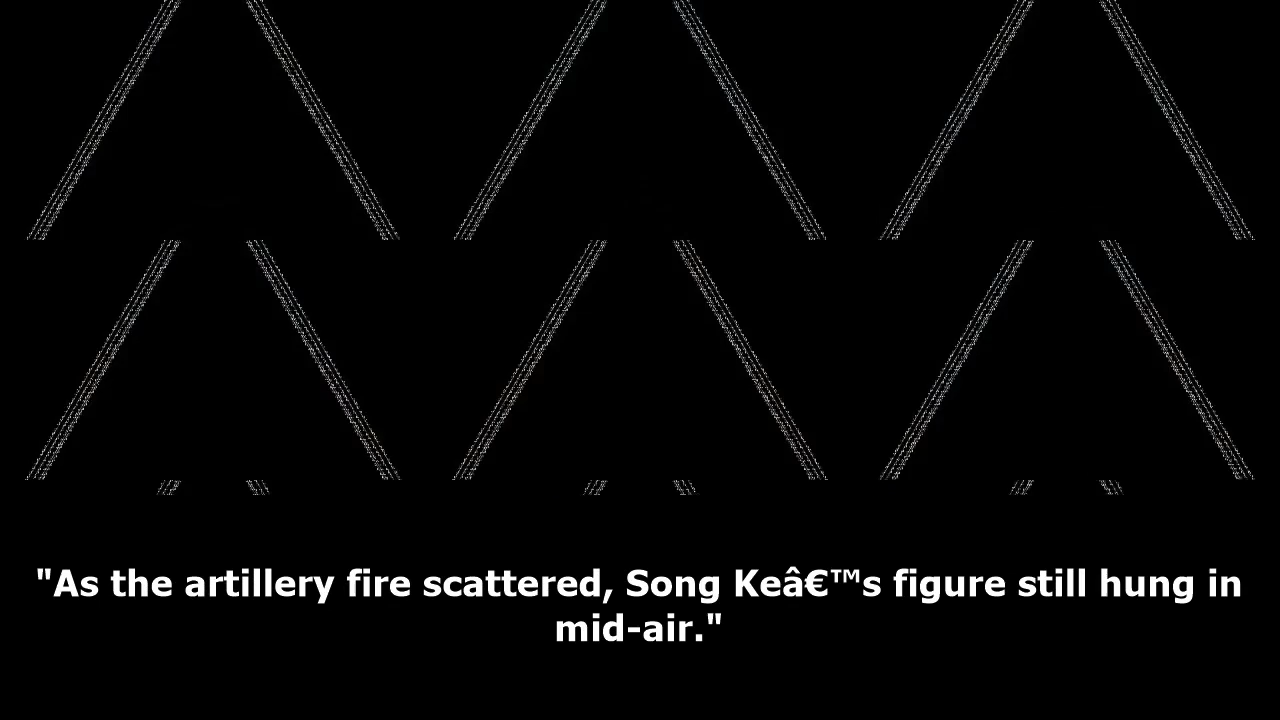 "As the artillery fire scattered, Song Keâ€™s figure still hung in
mid-air."